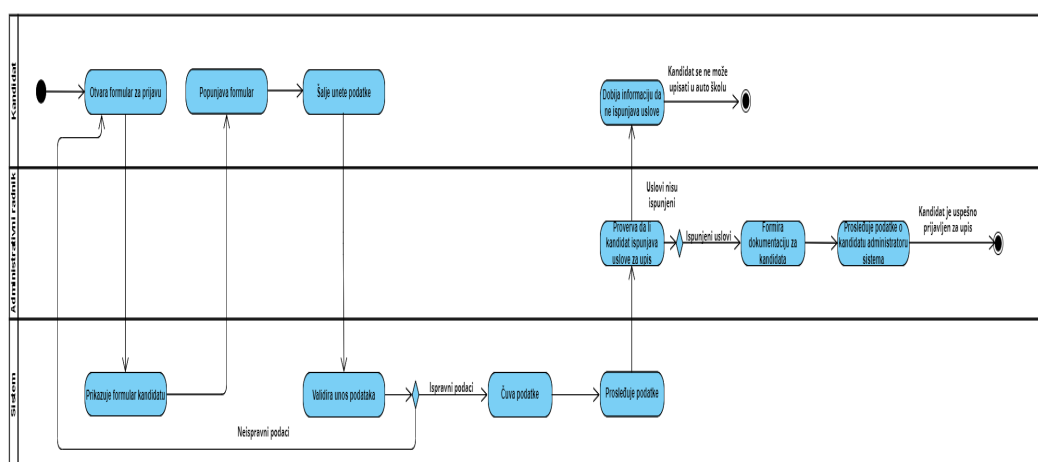 Kandidat
Otvara formular za prijavu
Popunjava formular
Šalje unete podatke
Dobija informaciju da
ne ispunjava uslove
Kandidat se ne može
upisati u auto školu
Administrativni radnik
Uslovi nisu
ispunjeni
Proverva da li
kandidat ispunjava
uslove za upis
Ispunjeni uslovi
Formira
dokumentaciju za
kandidata
Prosleđuje podatke o
kandidatu administratoru
sistema
Kandidat je uspešno
prijavljen za upis
Sistem
Prikazuje formular kandidatu
Validira unos podataka
Ispravni podaci
Čuva podatke
Prosleđuje podatke
Neispravni podaci